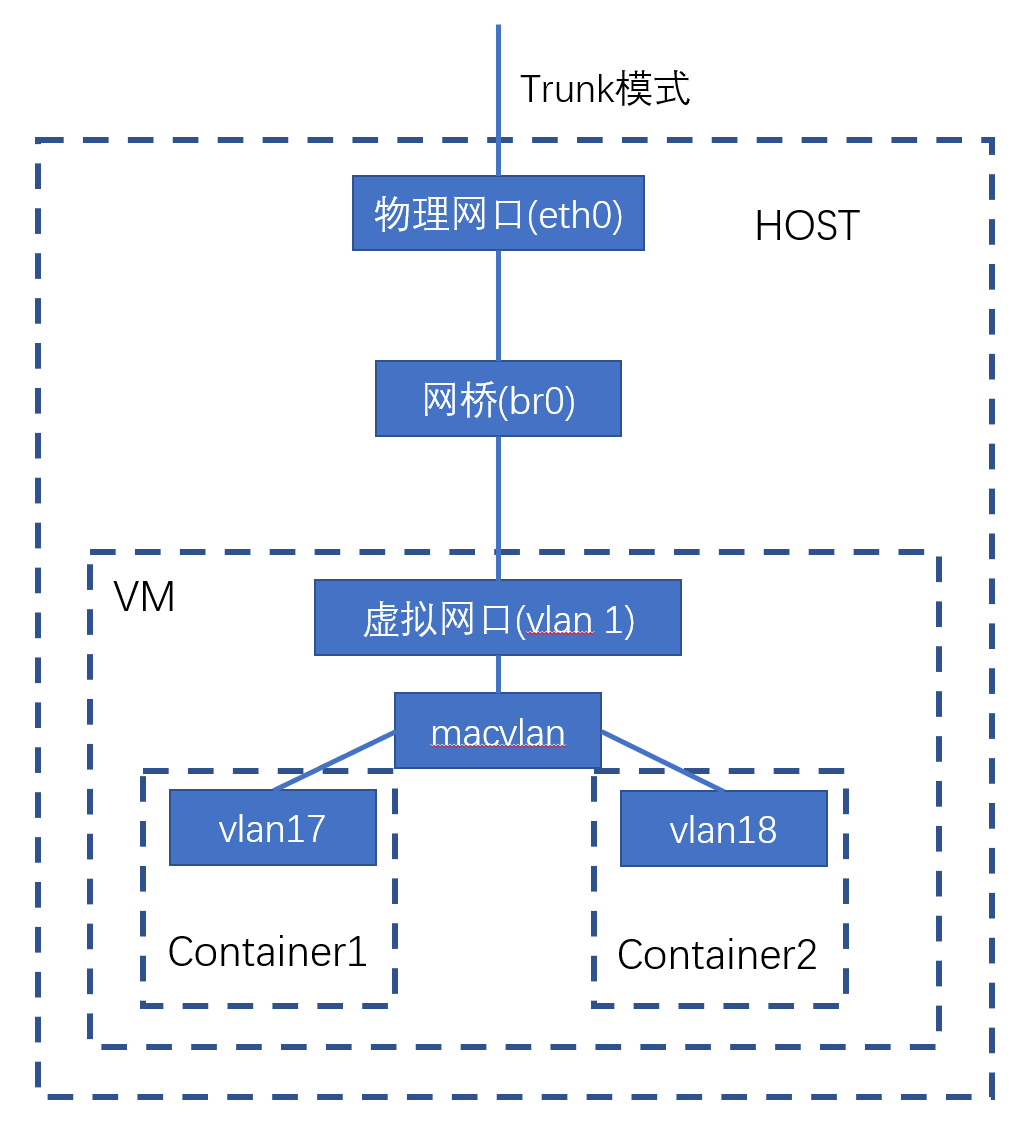 Trunk模式
物理网口(eth0)
HOST
网桥(br0)
VM
虚拟网口(vlan 1)
macvlan
vlan17
vlan18
Container1
Container2